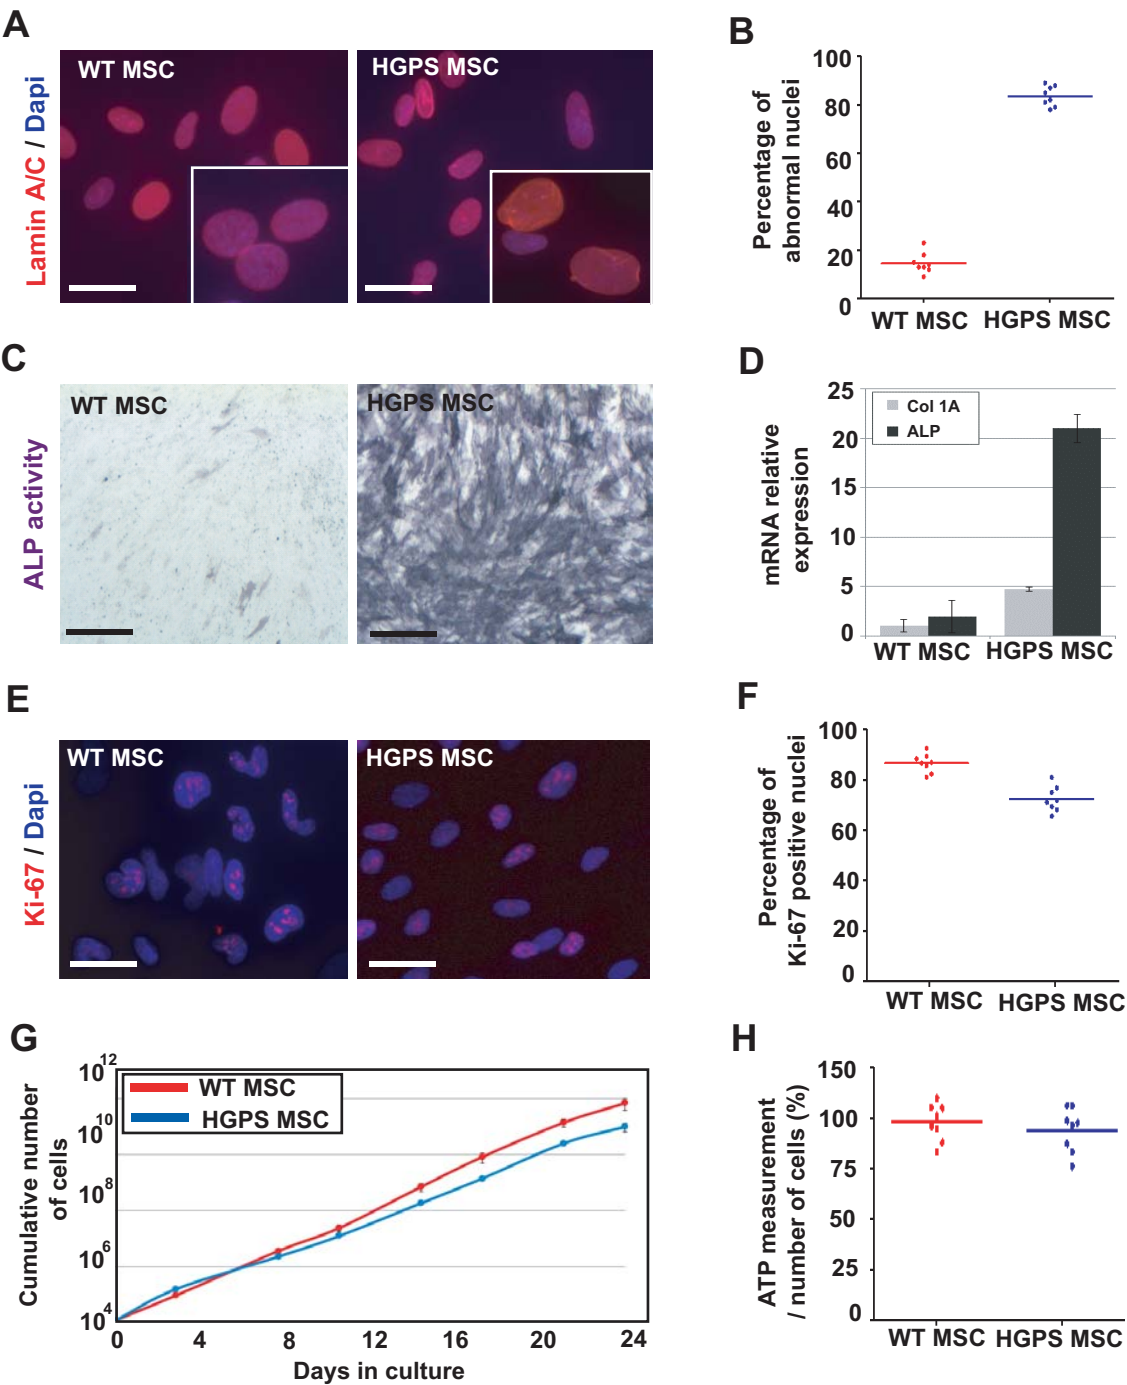 A
Lamin A/C / Dapi
WT MSC
HGPS MSC
B
Percentage of
abnormal nuclei
100
80
60
40
20
0
WT MSC
HGPS MSC
C
ALP activity
WT MSC
HGPS MSC
D
mRNA relative
expression
25
20
15
10
5
0
Col 1A
ALP
WT MSC
HGPS MSC
E
Ki-67 / Dapi
WT MSC
HGPS MSC
F
Percentage of
Ki-67 positive nuclei
100
80
60
40
20
0
WT MSC
HGPS MSC
G
Cumulative number
of cells
10^12
10^10
10^8
10^6
10^4
WT MSC
HGPS MSC
0 4 8 12 16 20 24
Days in culture
H
ATP measurement
/ number of cells (%)
150
100
75
50
25
0
WT MSC
HGPS MSC